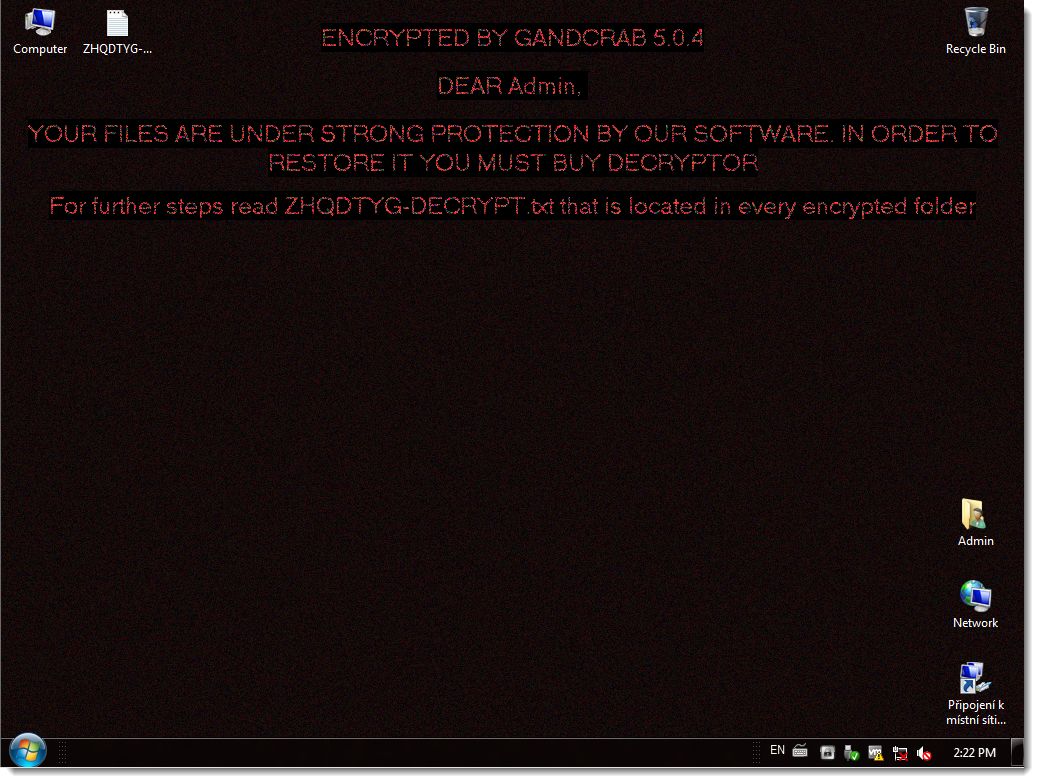 Computer
ZHQDTYG-...
ENCRYPTED BY GANDCRAB 5.0.4
Recycle Bin
DEAR Admin,
YOUR FILES ARE UNDER STRONG PROTECTION BY OUR SOFTWARE. IN ORDER TO
RESTORE IT YOU MUST BUY DECRYPTOR
For further steps read ZHQDTYG-DECRYPT.txt that is located in every encrypted folder
Admin
Network
Připojení k
místní síti...
EN
2:22 PM